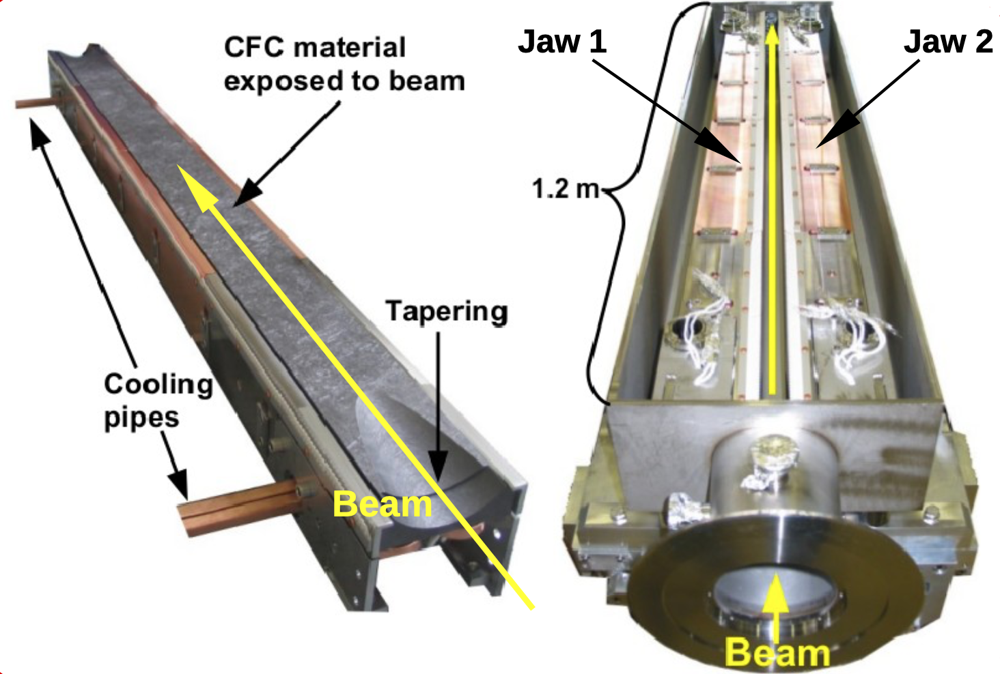 CFC material
exposed to beam
Tapering
Cooling
pipes
Beam
Jaw 1
Jaw 2
1.2 m
Beam